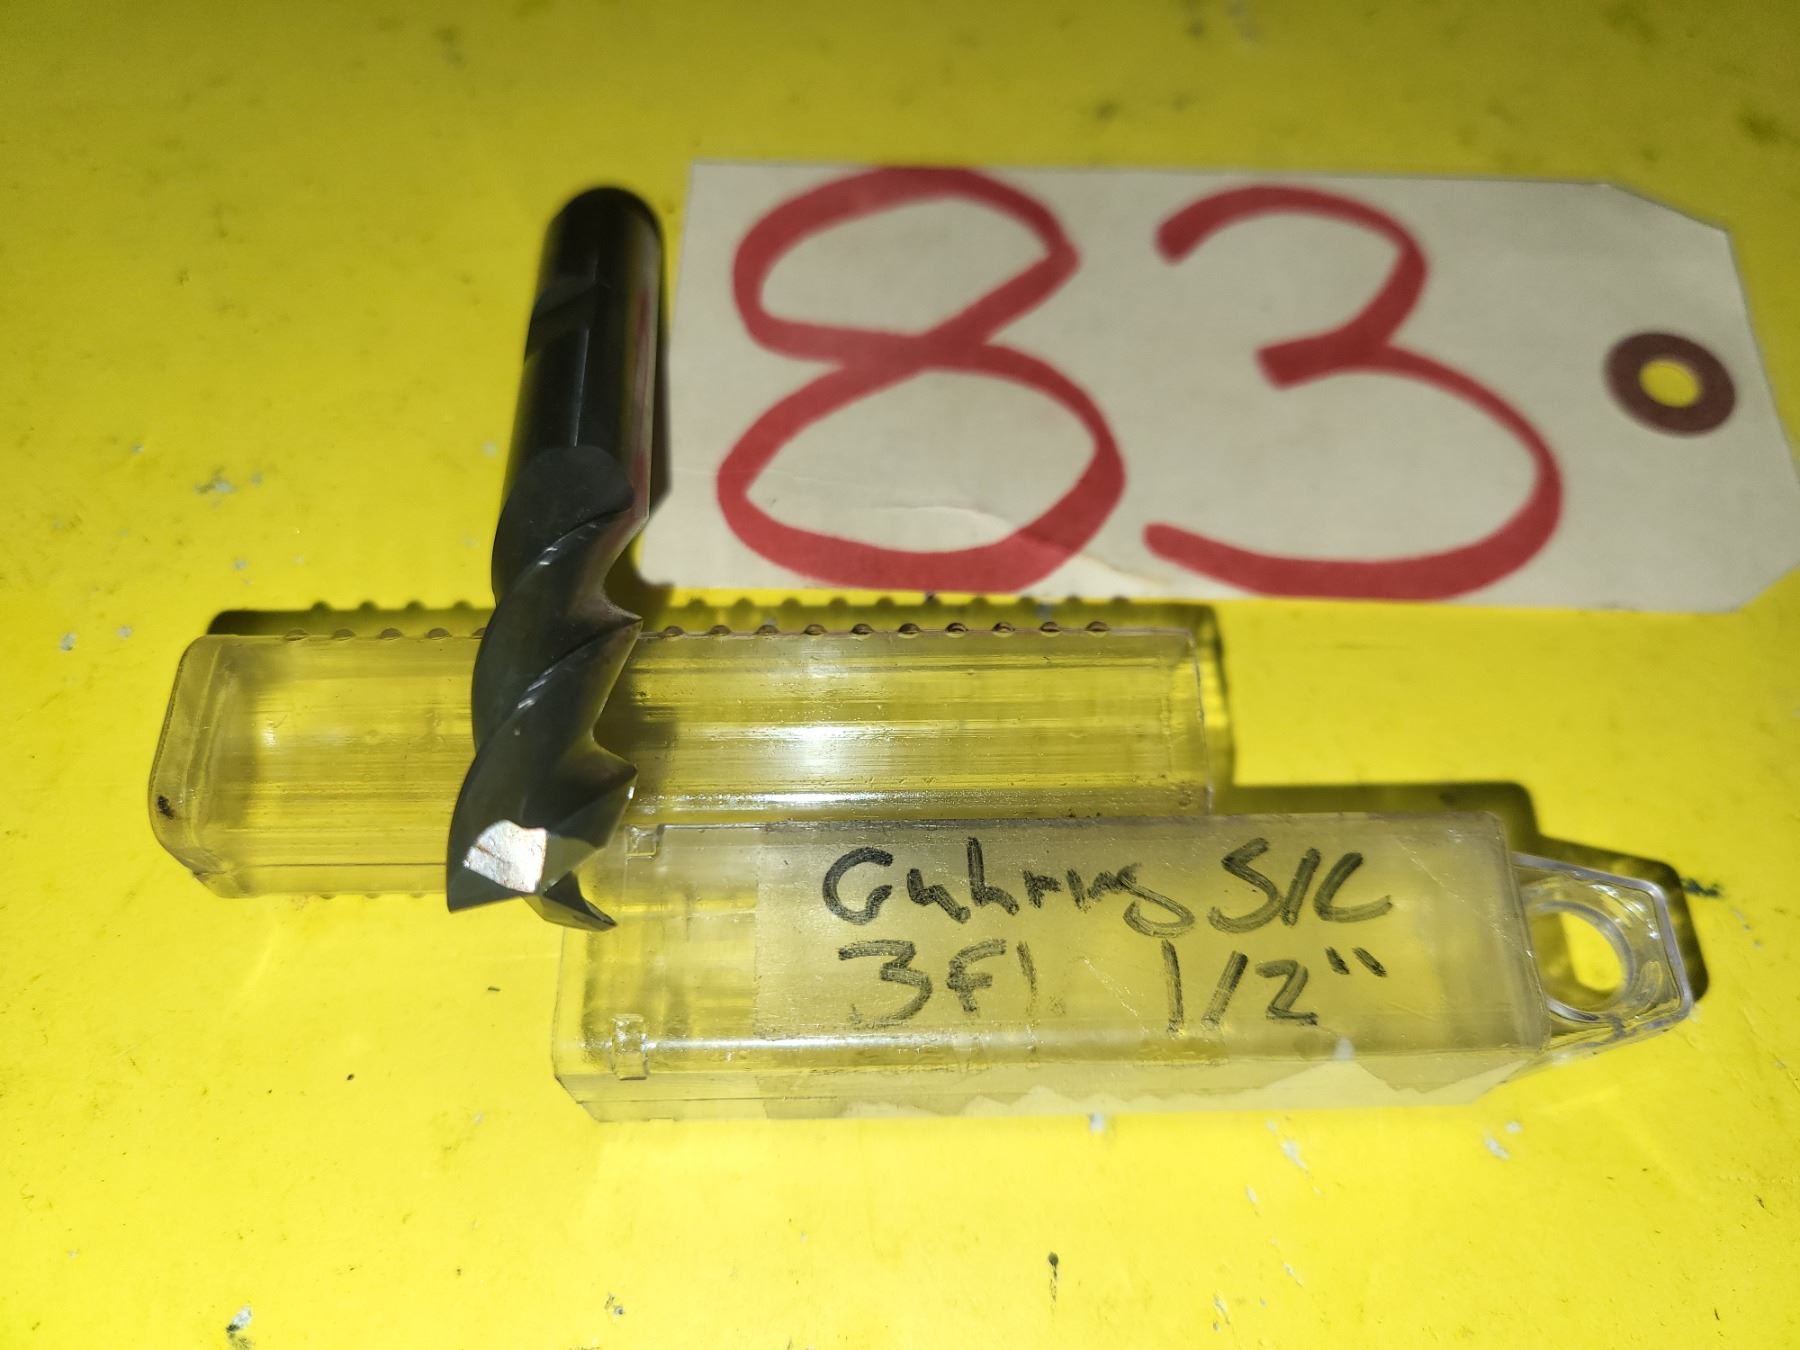 83
Guhring S/C
3Fl 1/2"